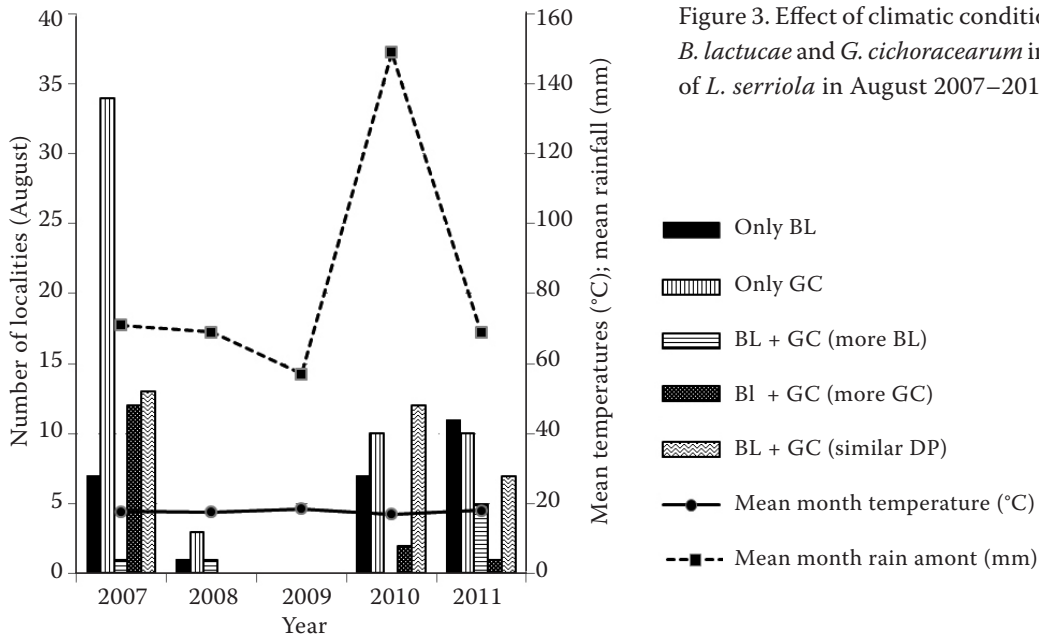 Figure 3. Effect of climatic conditio
B. lactucae and G. cichoracearum in
of L. serriola in August 2007–201
Number of localities (August)
40
35
30
25
20
15
10
5
0
160
140
120
100
80
60
40
20
0
Mean temperatures (°C); mean rainfall (mm)
2007 2008 2009 2010 2011
Year
Only BL
Only GC
BL + GC (more BL)
Bl + GC (more GC)
BL + GC (similar DP)
Mean month temperature (°C)
Mean month rain amont (mm)